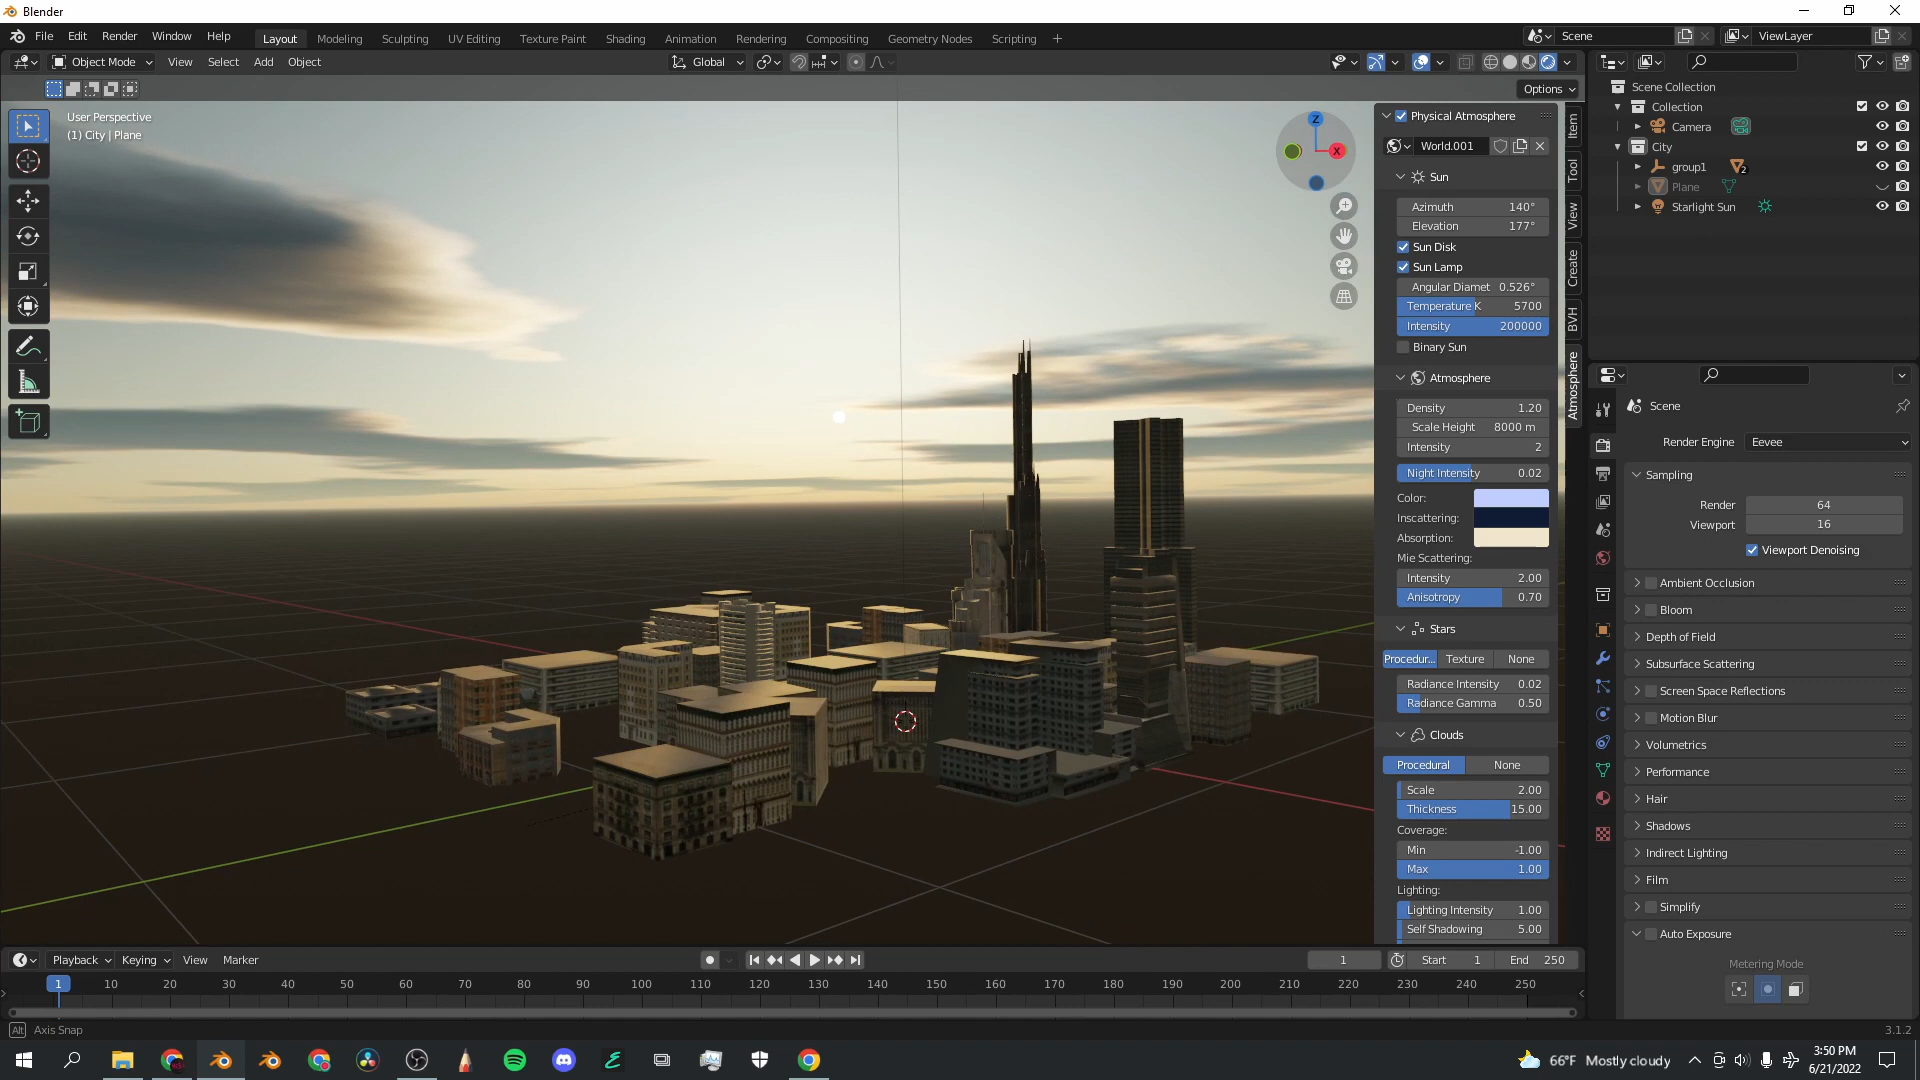 Blender
File Edit Render Window Help
Layout Modeling Sculpting UV Editing Texture Paint Shading Animation Rendering Compositing Geometry Nodes Scripting
Scene
ViewLayer
Object Mode View Select Add Object
Global
Options
User Perspective
(1) City | Plane
Z
X
Physical Atmosphere
World.001
Sun
Azimuth 140°
Elevation 177°
Sun Disk
Sun Lamp
Angular Diamet 0.526°
Temperature K 5700
Intensity 200000
Binary Sun
Atmosphere
Density 1.20
Scale Height 8000 m
Intensity 2
Night Intensity 0.02
Color:
Inscattering:
Absorption:
Mie Scattering:
Intensity 2.00
Anisotropy 0.70
Stars
Procedur... Texture None
Radiance Intensity 0.02
Radiance Gamma 0.50
Clouds
Procedural None
Scale 2.00
Thickness 15.00
Coverage:
Min -1.00
Max 1.00
Lighting:
Lighting Intensity 1.00
Self Shadowing 5.00
Item
Tool
View
Create
BVH
Atmosphere
Scene Collection
Collection
Camera
City
group1 2
Plane
Starlight Sun
Scene
Render Engine Eevee
Sampling
Render 64
Viewport 16
Viewport Denoising
Ambient Occlusion
Bloom
Depth of Field
Subsurface Scattering
Screen Space Reflections
Motion Blur
Volumetrics
Performance
Hair
Shadows
Indirect Lighting
Film
Simplify
Auto Exposure
Metering Mode
Playback Keying View Marker
1 Start 1 End 250
1 10 20 30 40 50 60 70 80 90 100 110 120 130 140 150 160 170 180 190 200 210 220 230 240 250
Alt Axis Snap
3.1.2
66°F Mostly cloudy
3:50 PM
6/21/2022